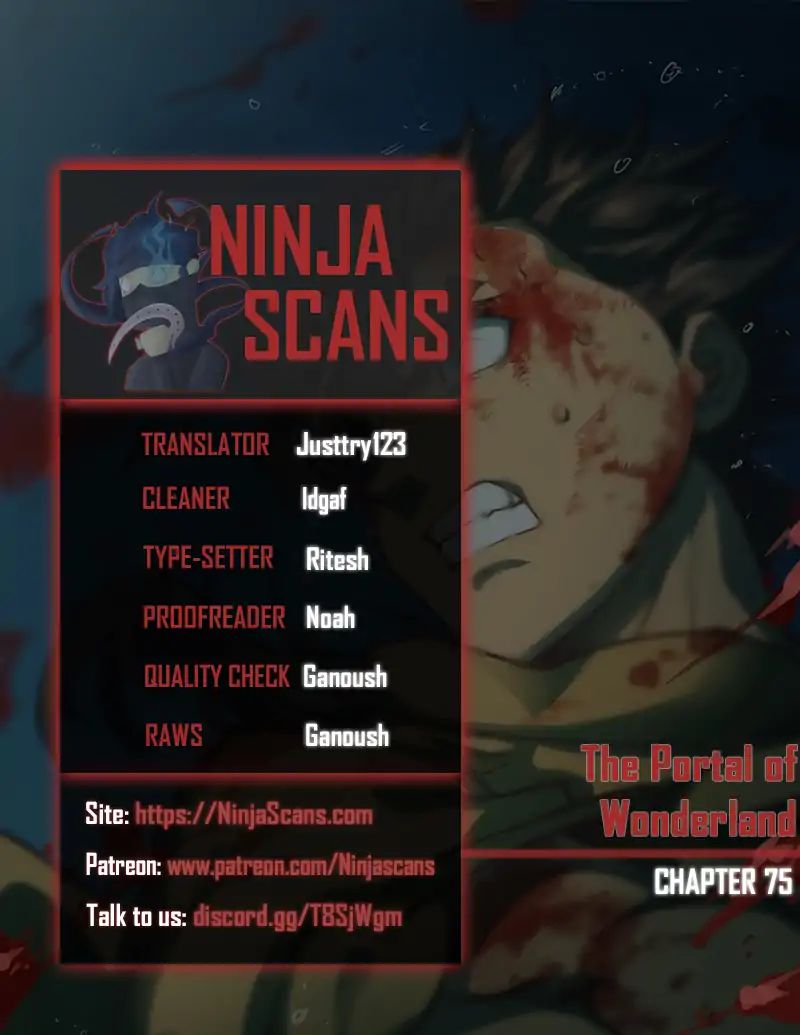 NINJA
SCANS
TRANSLATOR Justtry123
CLEANER Idgaf
TYPE-SETTER Ritesh
PROOFREADER Noah
QUALITY CHECK Ganoush
RAWS Ganoush
Site: https://NinjaScans.com
Patreon: www.patreon.com/Ninjascans
Talk to us: discord.gg/T8SjWgm
The Portal of
Wonderland
CHAPTER 75